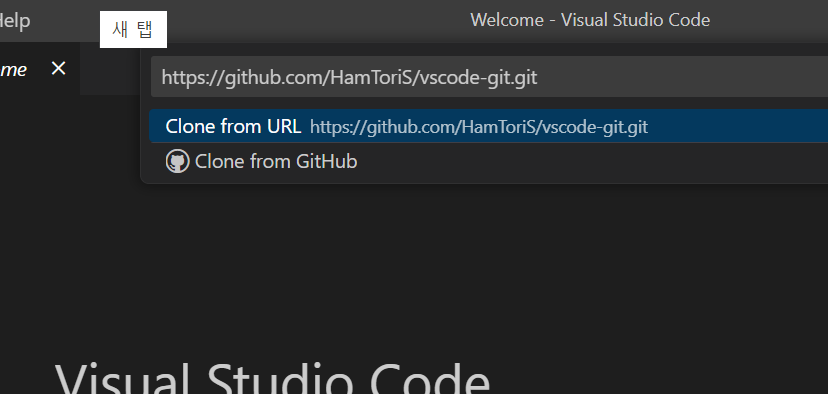 Help
Welcome - Visual Studio Code
새 탭
me
https://github.com/HamToriS/vscode-git.git
Clone from URL https://github.com/HamToriS/vscode-git.git
Clone from GitHub
Visual Studio Code